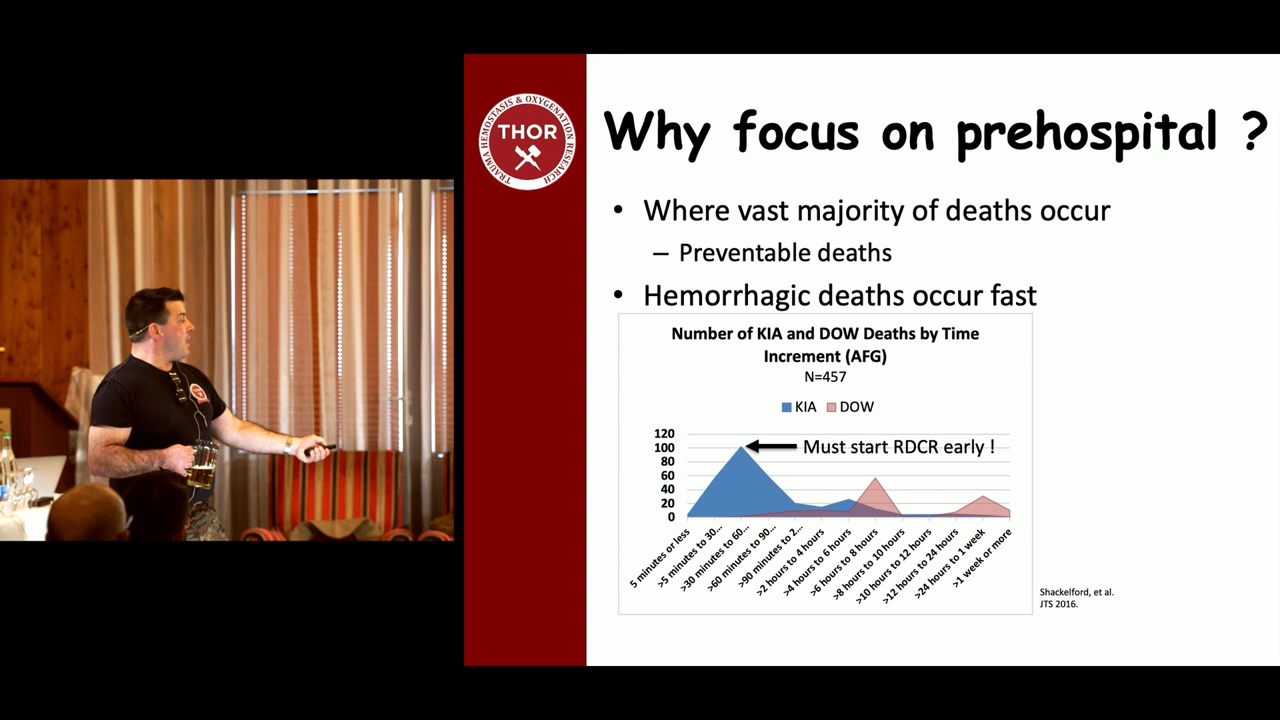 TRAUMA HEMOSTASIS & OXYGENATION RESEARCH
THOR
Why focus on prehospital ?
• Where vast majority of deaths occur
– Preventable deaths
• Hemorrhagic deaths occur fast
Number of KIA and DOW Deaths by Time
Increment (AFG)
N=457
KIA DOW
120
100
80
60
40
20
0
Must start RDCR early !
5 minutes or less
>5 minutes to 30...
>30 minutes to 60...
>60 minutes to 90...
>90 minutes to 2...
>2 hours to 4 hours
>4 hours to 6 hours
>6 hours to 8 hours
>8 hours to 10 hours
>10 hours to 12 hours
>12 hours to 24 hours
>24 hours to 1 week
>1 week or more
Shackelford, et al.
JTS 2016.